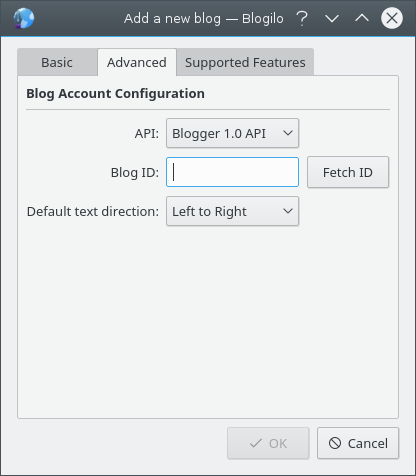 Add a new blog — Blogilo
Basic Advanced Supported Features
Blog Account Configuration
API: Blogger 1.0 API
Blog ID: Fetch ID
Default text direction: Left to Right
OK Cancel